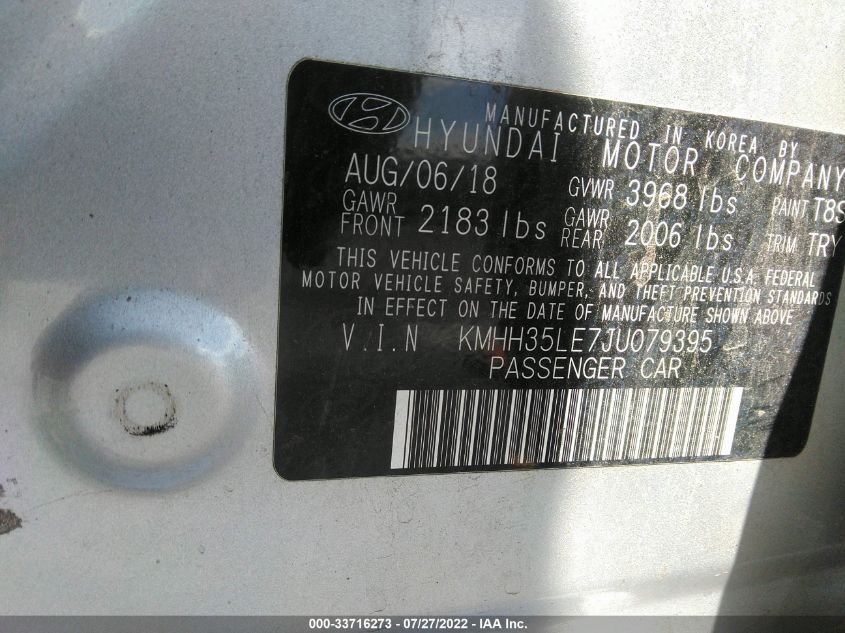 MANUFACTURED IN KOREA BY
HYUNDAI MOTOR COMPANY
AUG/06/18 GVWR 3968 lbs PAINT T8S
GAWR FRONT 2183 lbs GAWR REAR 2006 lbs TRIM TRY
THIS VEHICLE CONFORMS TO ALL APPLICABLE U.S.A. FEDERAL
MOTOR VEHICLE SAFETY, BUMPER, AND THEFT PREVENTION STANDARDS
IN EFFECT ON THE DATE OF MANUFACTURE SHOWN ABOVE
V.I.N KMHH35LE7JU079395
PASSENGER CAR
000-33716273 - 07/27/2022 - IAA Inc.